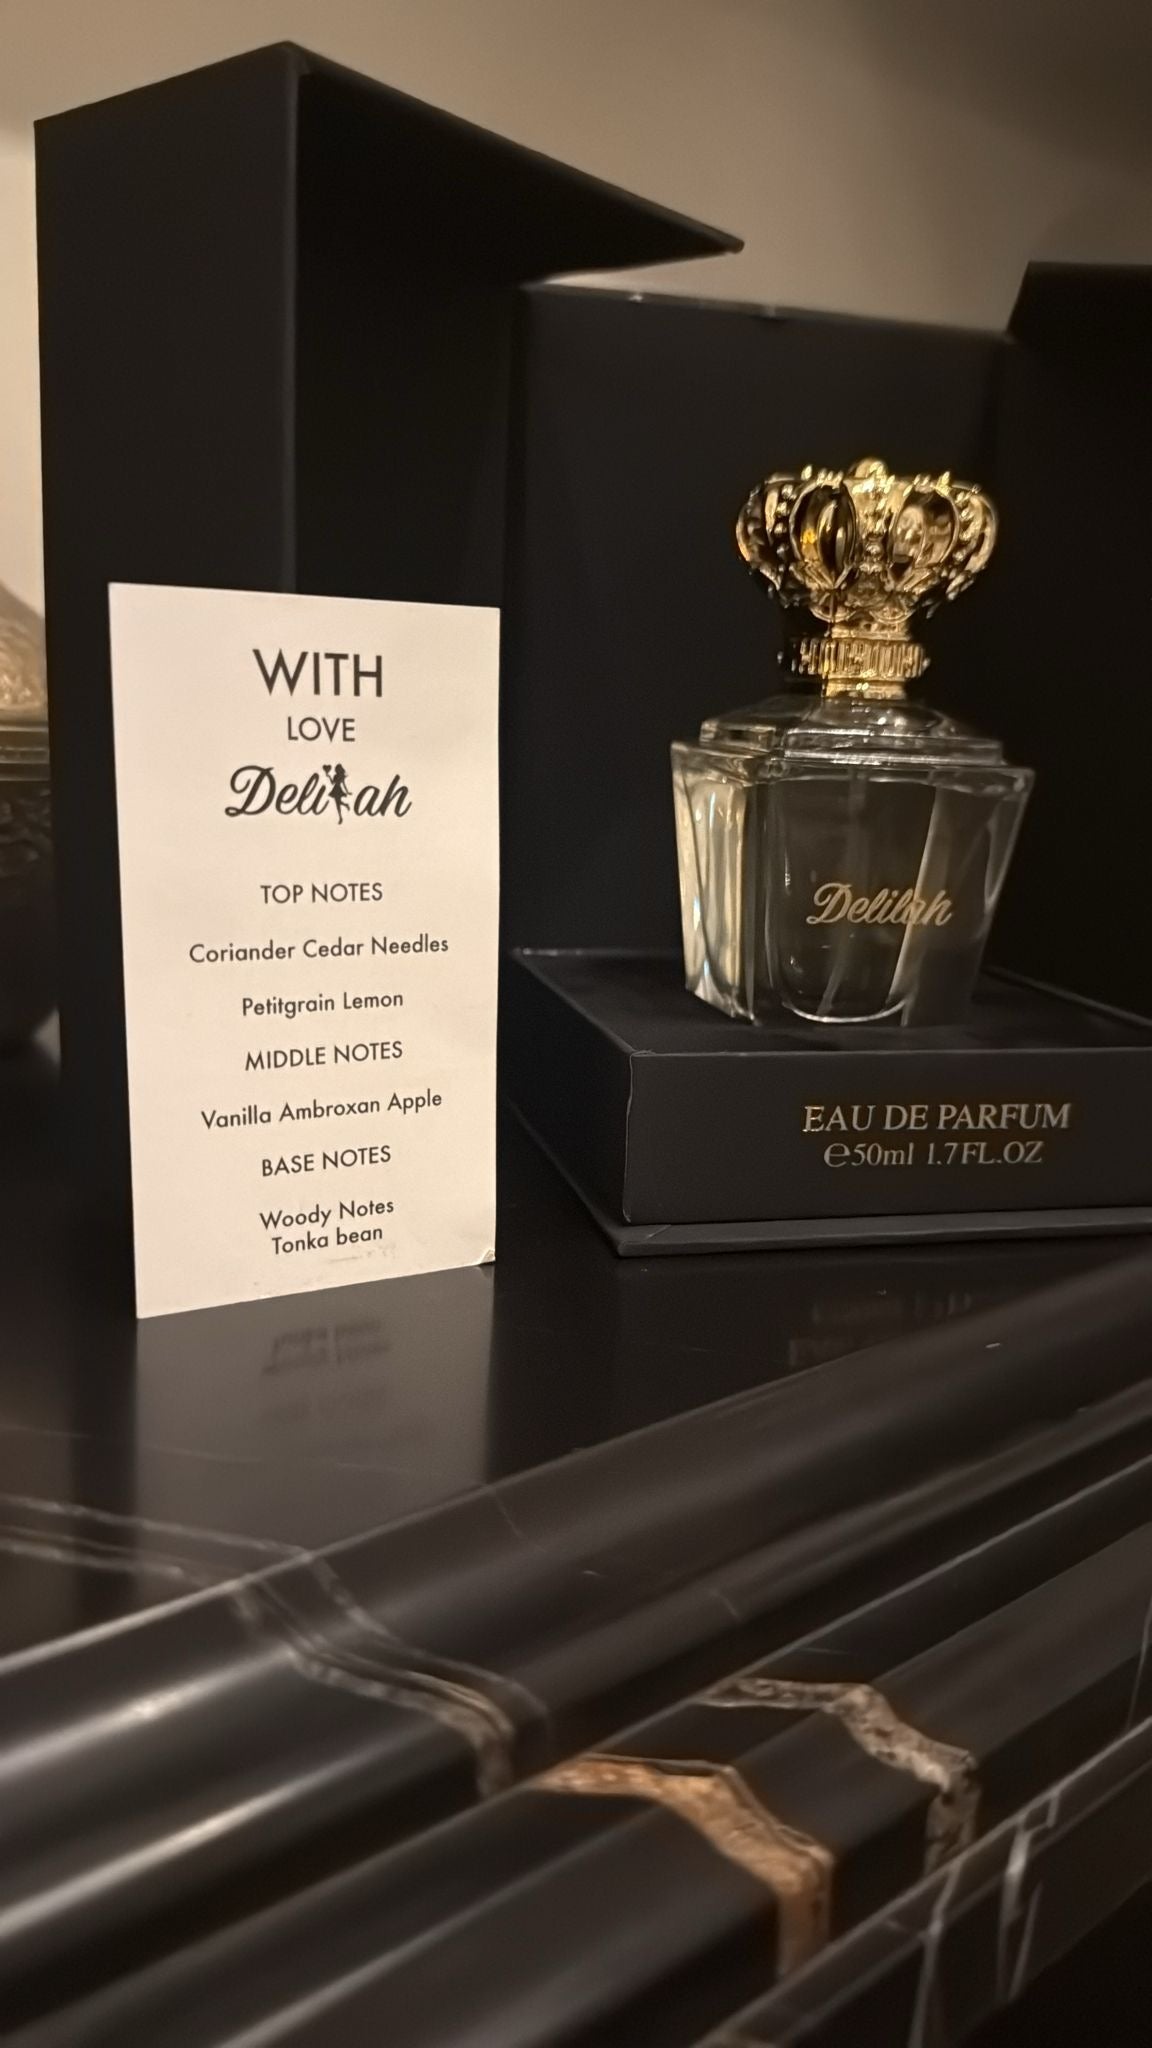 WITH
LOVE
Delilah
TOP NOTES
Coriander Cedar Needles
Petitgrain Lemon
MIDDLE NOTES
Vanilla Ambroxan Apple
BASE NOTES
Woody Notes
Tonka bean
Delilah
EAU DE PARFUM
℮50ml 1.7FL.OZ